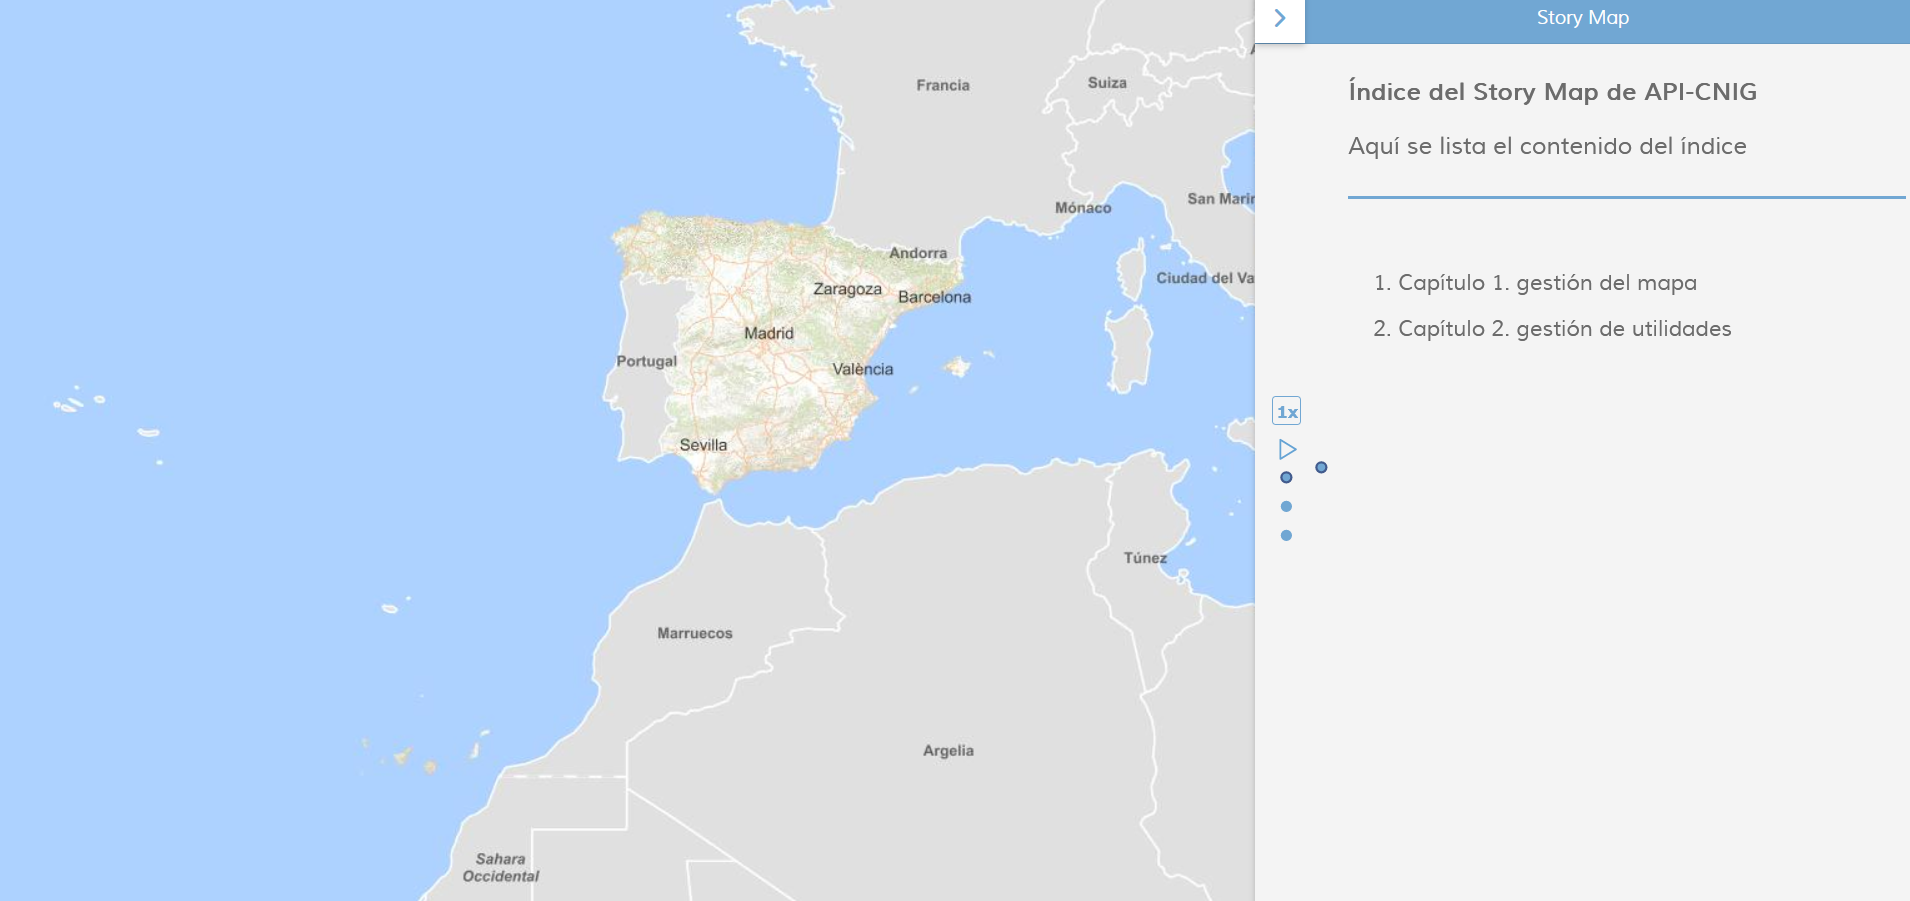 Story Map
Índice del Story Map de API-CNIG
Aquí se lista el contenido del índice
1. Capítulo 1. gestión del mapa
2. Capítulo 2. gestión de utilidades
1x
Francia
Suiza
San Marin
Mónaco
Andorra
Ciudad del Va
Zaragoza
Barcelona
Madrid
Portugal
València
Sevilla
Túnez
Marruecos
Argelia
Sahara
Occidental